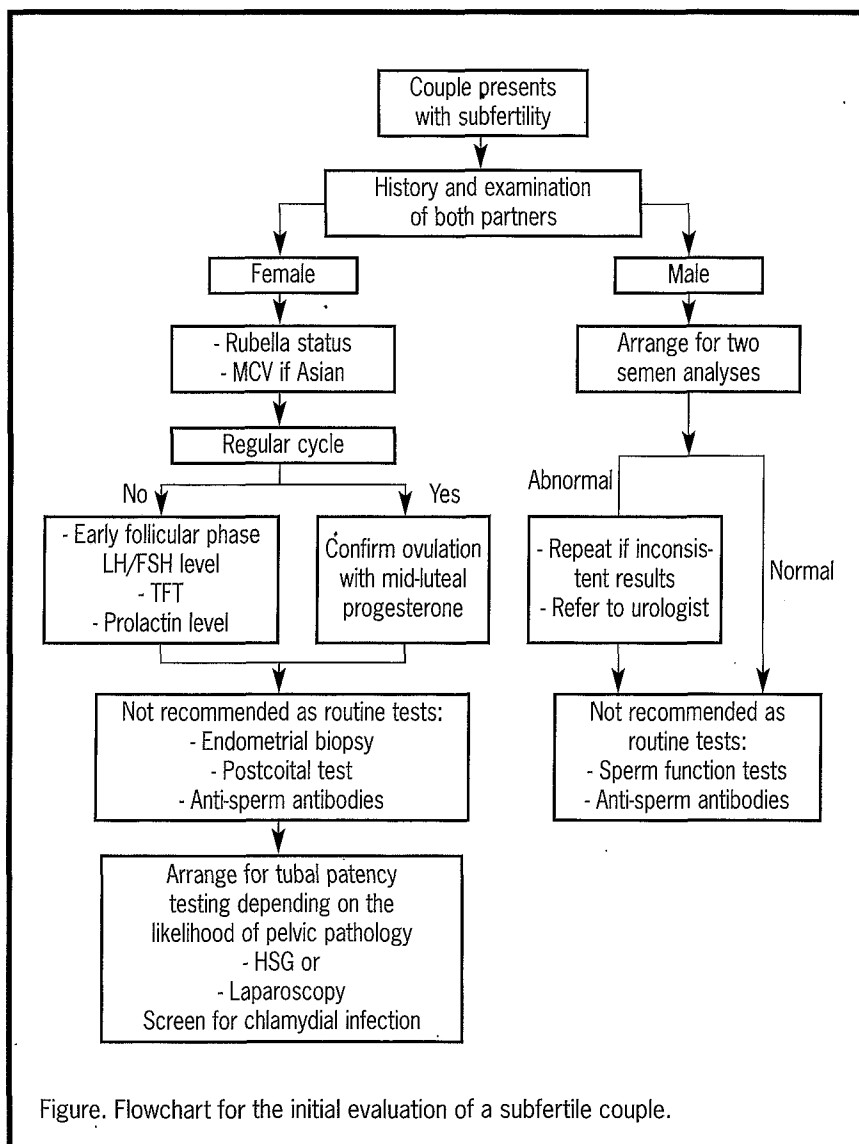 Couple presents
with subfertility
History and examination
of both partners
Female
Male
- Rubella status
- MCV if Asian
Arrange for two
semen analyses
Regular cycle
No
Yes
Abnormal
Normal
- Early follicular phase
LH/FSH level
- TFT
- Prolactin level
Confirm ovulation
with mid-luteal
progesterone
- Repeat if inconsis-
tent results
- Refer to urologist
Not recommended as routine tests:
- Endometrial biopsy
- Postcoital test
- Anti-sperm antibodies
Not recommended as
routine tests:
- Sperm function tests
- Anti-sperm antibodies
Arrange for tubal patency
testing depending on the
likelihood of pelvic pathology
- HSG or
- Laparoscopy
Screen for chlamydial infection
Figure. Flowchart for the initial evaluation of a subfertile couple.